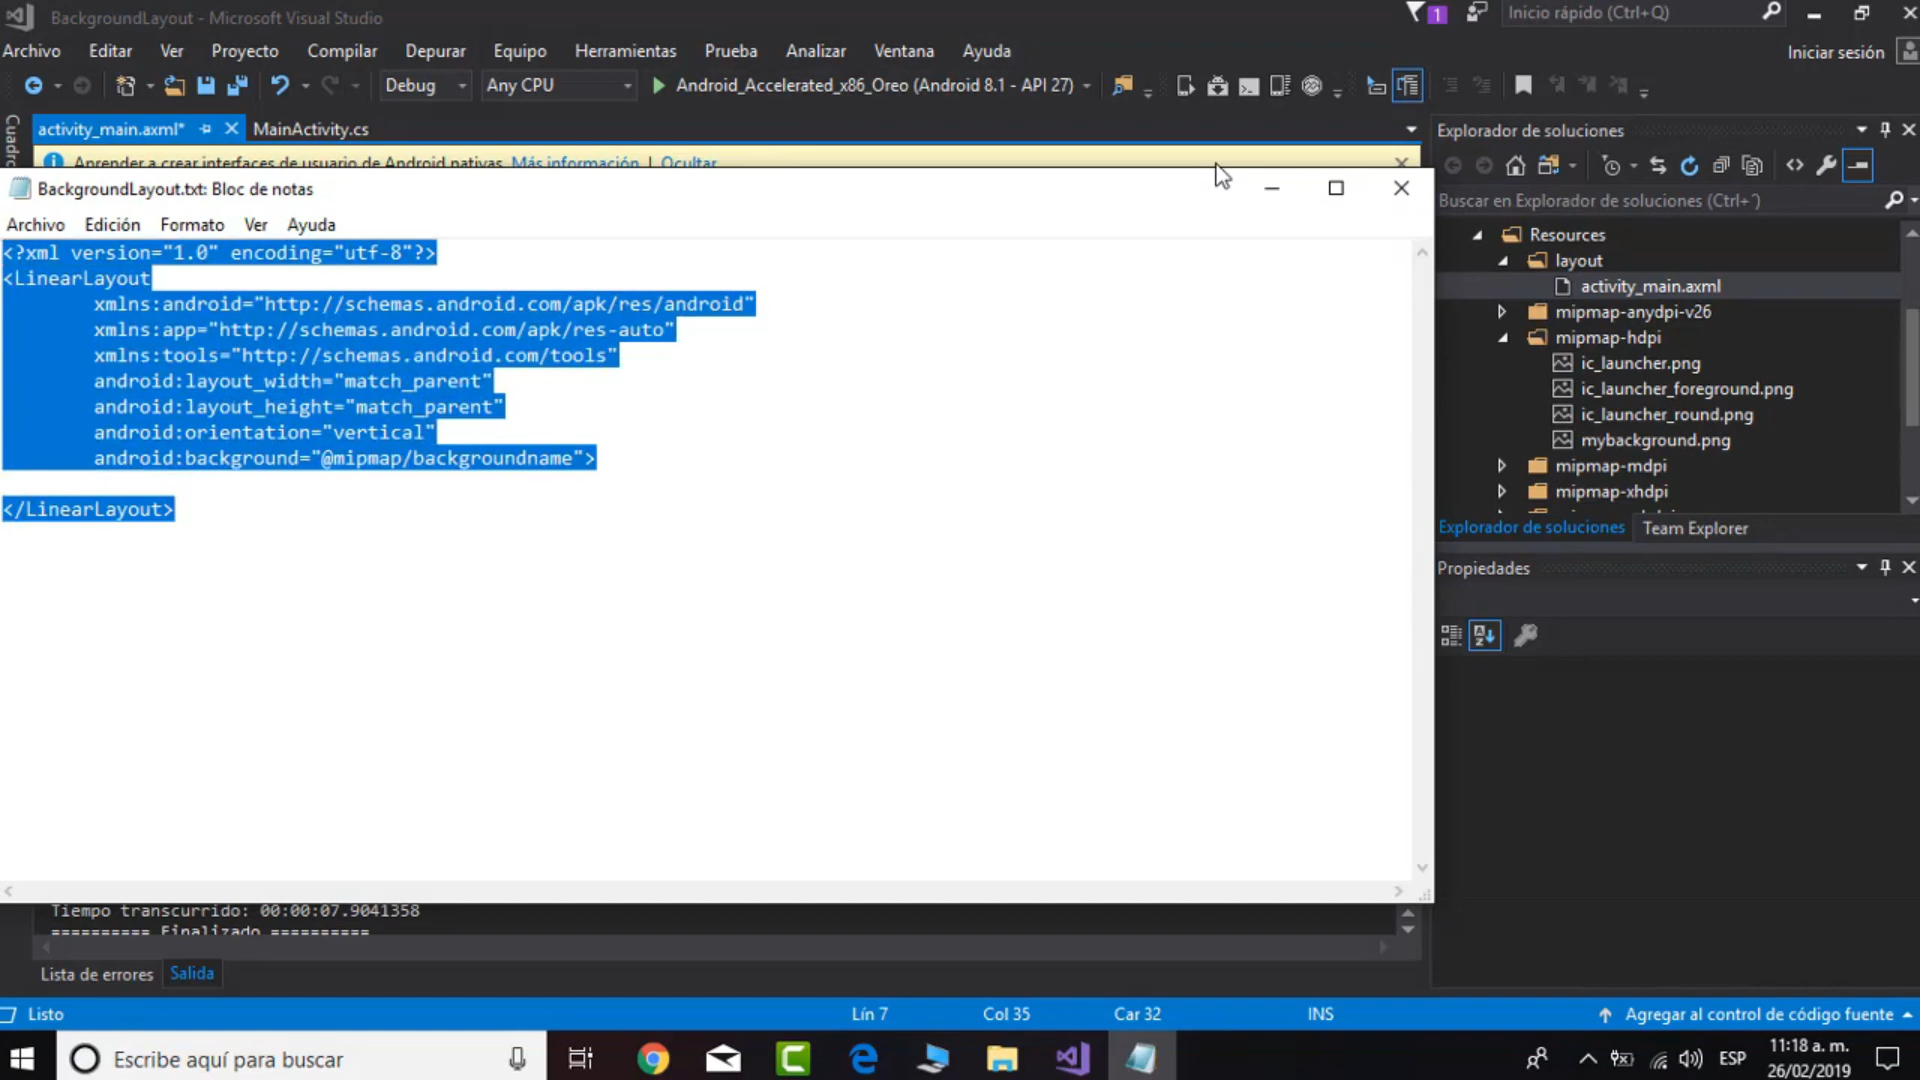 BackgroundLayout - Microsoft Visual Studio
1
Inicio rápido (Ctrl+Q)
Archivo Editar Ver Proyecto Compilar Depurar Equipo Herramientas Prueba Analizar Ventana Ayuda
Iniciar sesión
Debug Any CPU Android_Accelerated_x86_Oreo (Android 8.1 - API 27)
activity_main.axml* MainActivity.cs
Aprender a crear interfaces de usuario de Android nativas. Más información | Ocultar
BackgroundLayout.txt: Bloc de notas
Archivo Edición Formato Ver Ayuda
<?xml version="1.0" encoding="utf-8"?>
<LinearLayout
xmlns:android="http://schemas.android.com/apk/res/android"
xmlns:app="http://schemas.android.com/apk/res-auto"
xmlns:tools="http://schemas.android.com/tools"
android:layout_width="match_parent"
android:layout_height="match_parent"
android:orientation="vertical"
android:background="@mipmap/backgroundname">
</LinearLayout>
Explorador de soluciones
Buscar en Explorador de soluciones (Ctrl+´)
Resources
layout
activity_main.axml
mipmap-anydpi-v26
mipmap-hdpi
ic_launcher.png
ic_launcher_foreground.png
ic_launcher_round.png
mybackground.png
mipmap-mdpi
mipmap-xhdpi
Explorador de soluciones Team Explorer
Propiedades
Tiempo transcurrido: 00:00:07.9041358
========== Finalizado ==========
Lista de errores Salida
Listo Lín 7 Col 35 Car 32 INS Agregar al control de código fuente
Escribe aquí para buscar
ESP
11:18 a. m.
26/02/2019